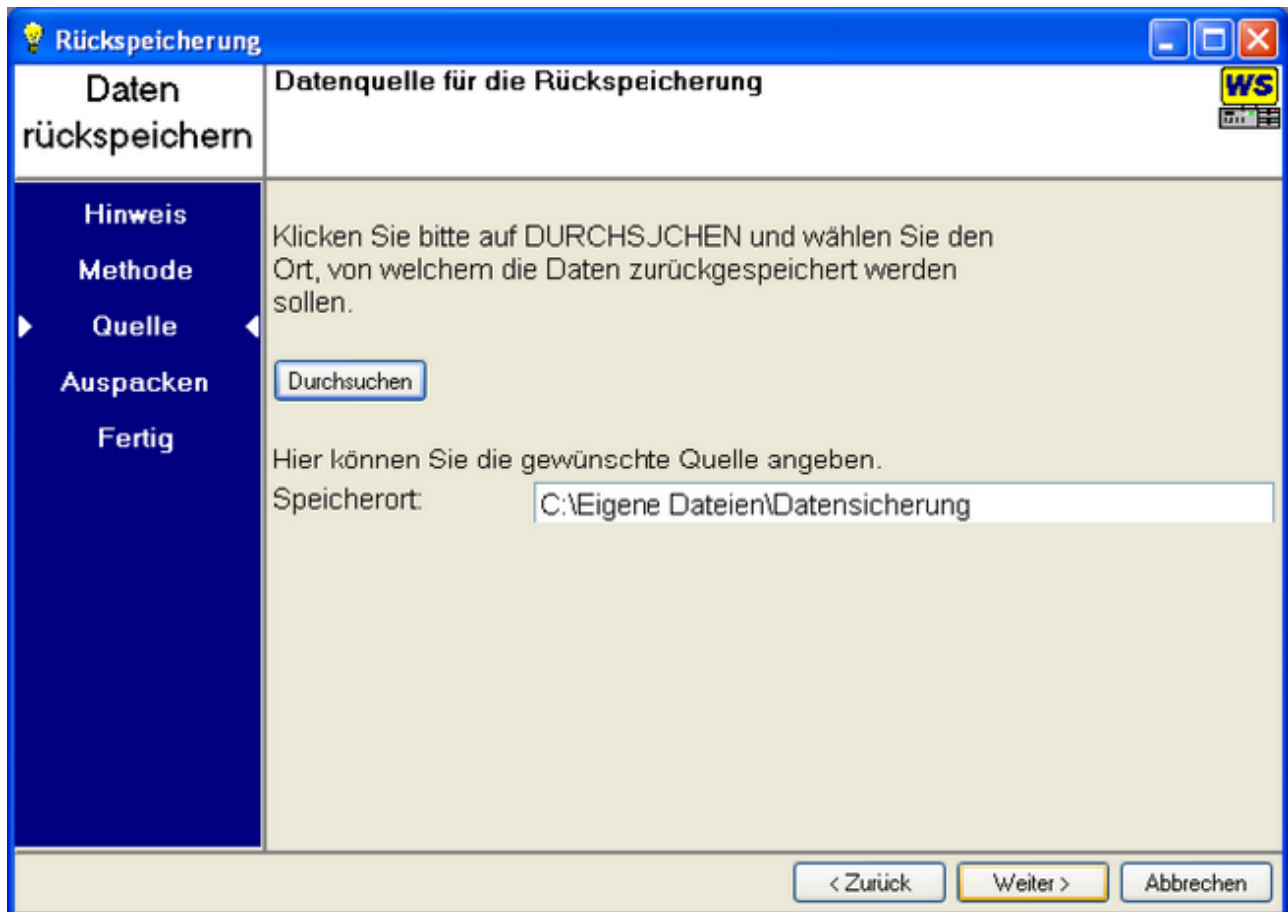 Rückspeicherung
Daten
rückspeichern
Datenquelle für die Rückspeicherung
WS
Hinweis
Methode
Quelle
Auspacken
Fertig
Klicken Sie bitte auf DURCHSJCHEN und wählen Sie den
Ort, von welchem die Daten zurückgespeichert werden
sollen.
Durchsuchen
Hier können Sie die gewünschte Quelle angeben.
Speicherort:
C:\Eigene Dateien\Datensicherung
< Zurück
Weiter >
Abbrechen